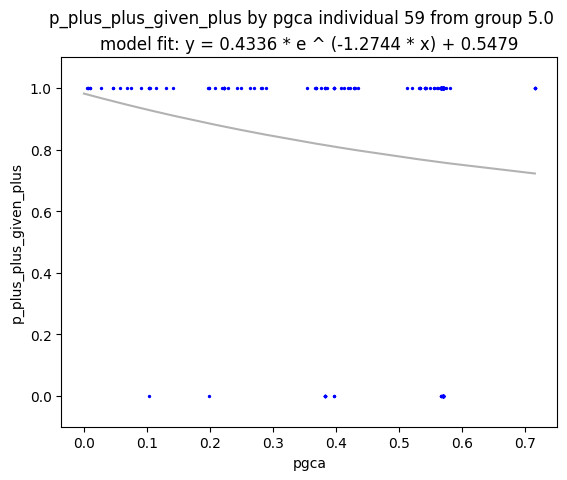 p_plus_plus_given_plus by pgca individual 59 from group 5.0
model fit: y = 0.4336 * e ^ (-1.2744 * x) + 0.5479
1.0
0.8
0.6
0.4
0.2
0.0
p_plus_plus_given_plus
0.0 0.1 0.2 0.3 0.4 0.5 0.6 0.7
pgca